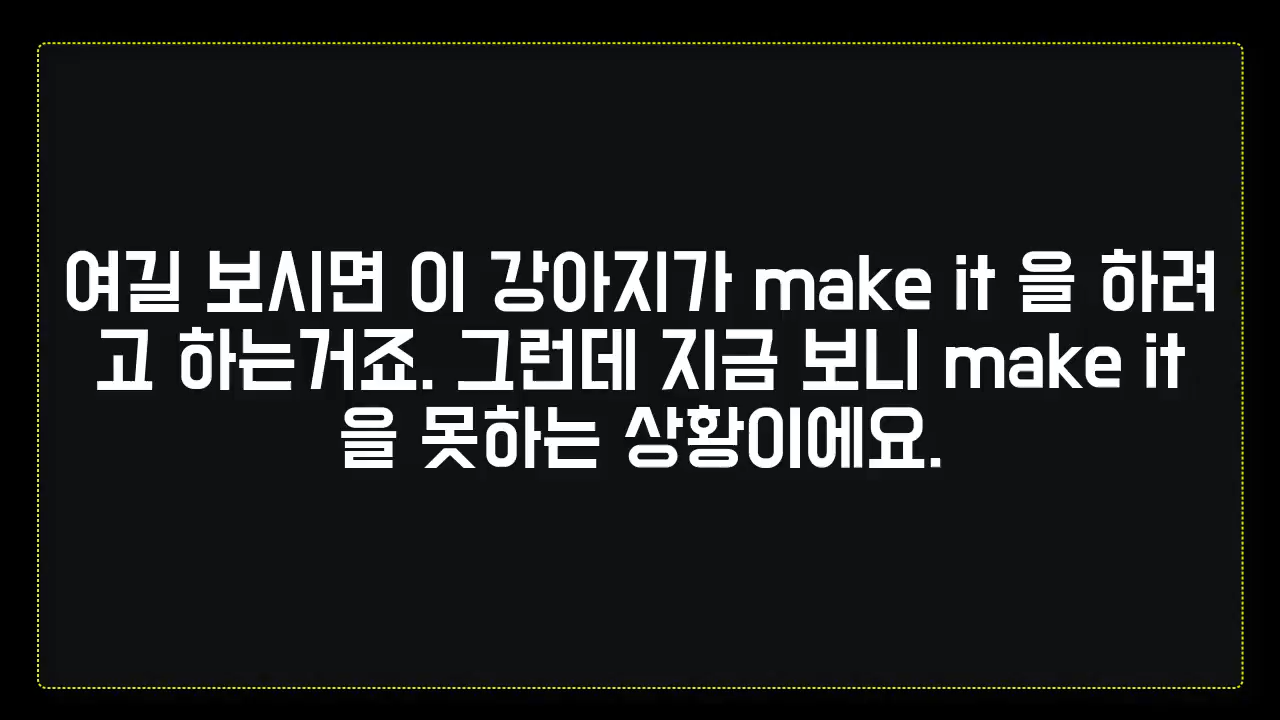 여길 보시면 이 강아지가 make it 을 하려
고 하는거죠. 그런데 지금 보니 make it
을 못하는 상황이에요.